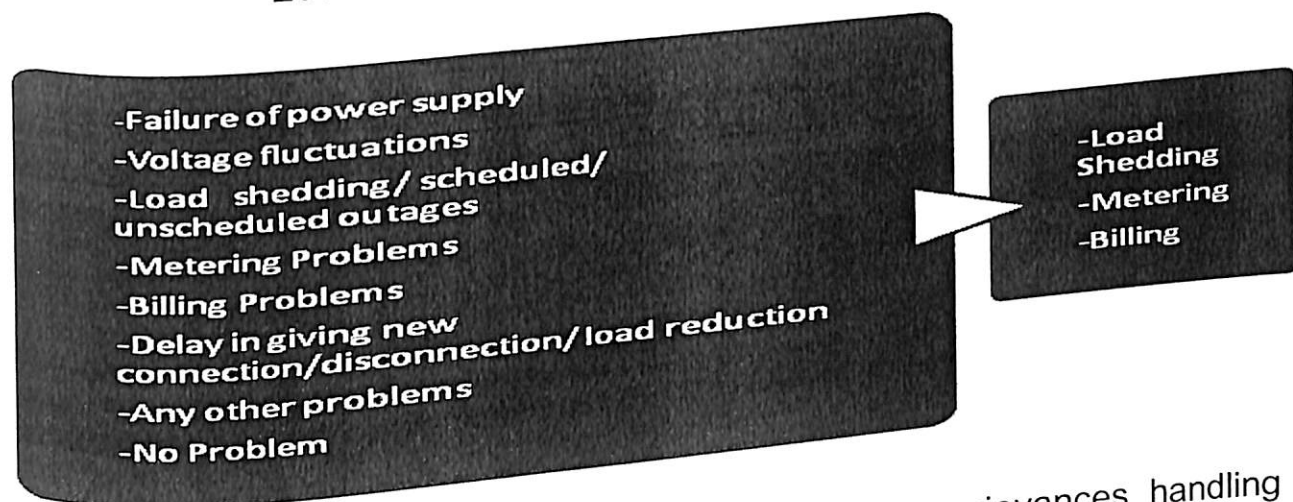 -Failure of power supply
-Voltage fluctuations
-Load shedding/ scheduled/
unscheduled outages
-Metering Problems
-Billing Problems
-Delay in giving new
connection/disconnection/load reduction
-Any other problems
-No Problem
-Load
Shedding
-Metering
-Billing
handling